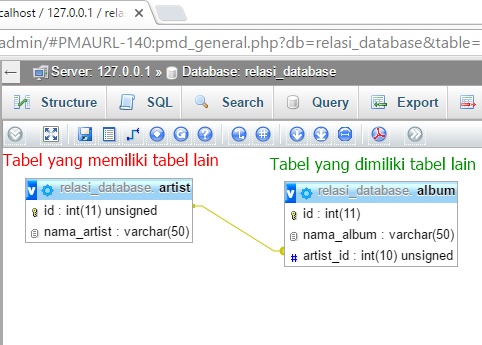 calhost / 127.0.0.1 / relas
admin/#PMAURL-140:pmd_general.php?db=relasi_database&table=
Server: 127.0.0.1 » Database: relasi_database
Structure SQL Search Query Export
Tabel yang memiliki tabel lain
Tabel yang dimiliki tabel lain
relasi_database. artist
id : int(11) unsigned
nama_artist : varchar(50)
relasi_database. album
id : int(11)
nama_album : varchar(50)
artist_id : int(10) unsigned